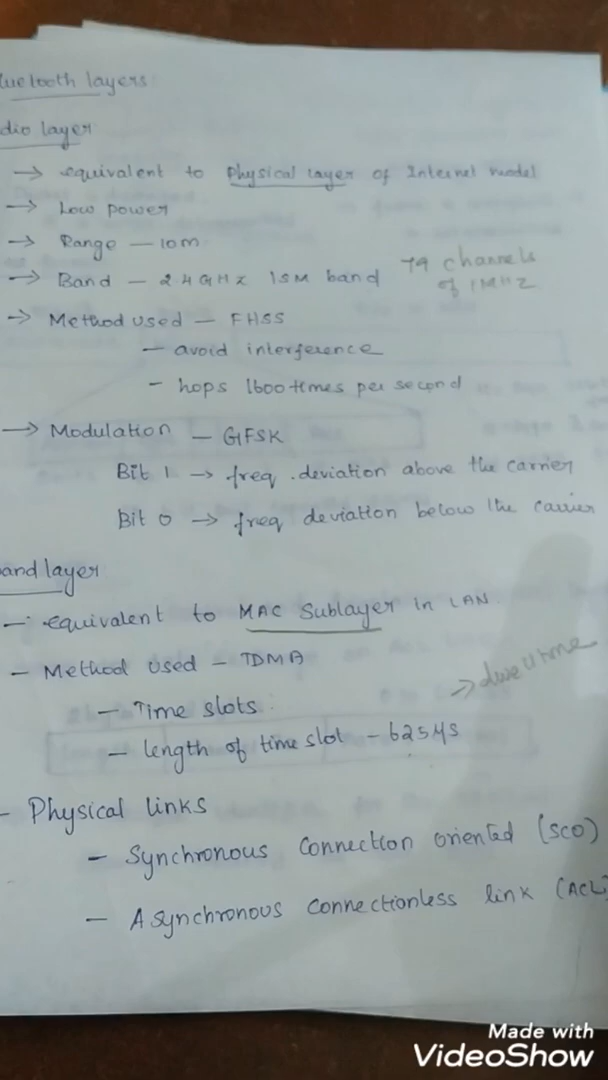 luetooth layers
dio layer
→ equivalent to Physical layer of Internet model
→ Low power
→ Range — 10m
→ Band — 2.4GHz ISM band 79 channels
of 1MHZ
→ Method used — FHSS
— avoid interference
- hops 1600 times per second
→ Modulation — GFSK
Bit 1 → freq. deviation above the carrier
Bit 0 → freq deviation below the carrier
and layer
- equivalent to MAC Sublayer in LAN.
- Method used - TDMA
→ dwell time
- Time slots
- length of time slot - 625μs
- Physical links
- Synchronous connection oriented (SCO)
- Asynchronous connectionless link (ACL)
Made with
VideoShow